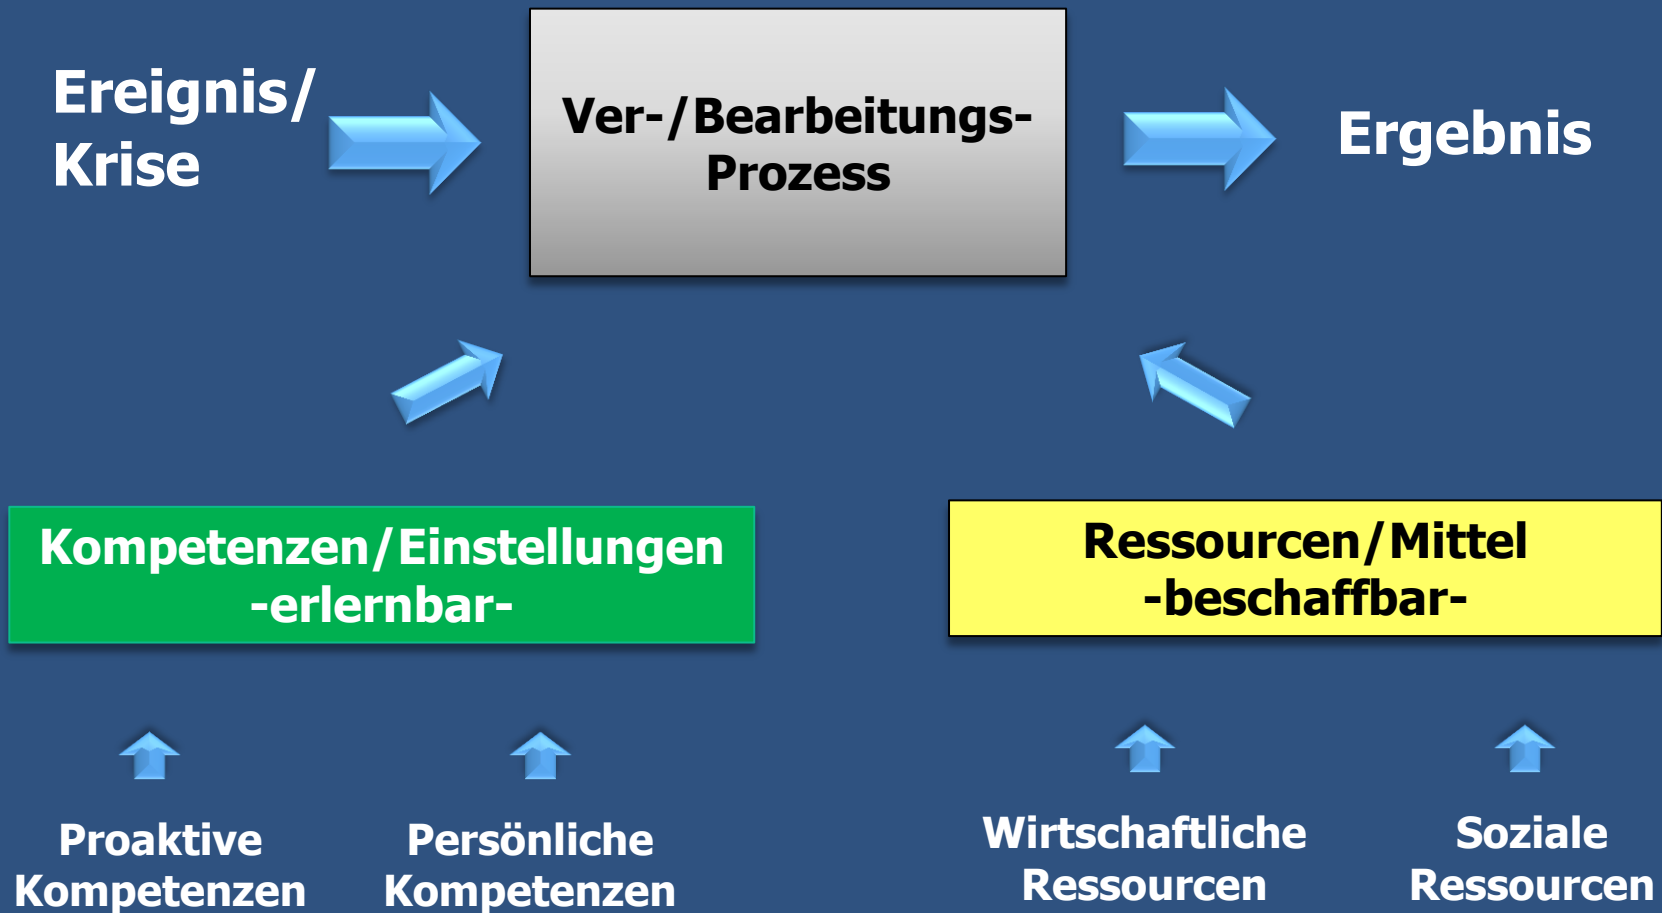 Ereignis/
Krise
Ver-/Bearbeitungs-
Prozess
Ergebnis
Kompetenzen/Einstellungen
-erlernbar-
Ressourcen/Mittel
-beschaffbar-
Proaktive
Kompetenzen
Persönliche
Kompetenzen
Wirtschaftliche
Ressourcen
Soziale
Ressourcen